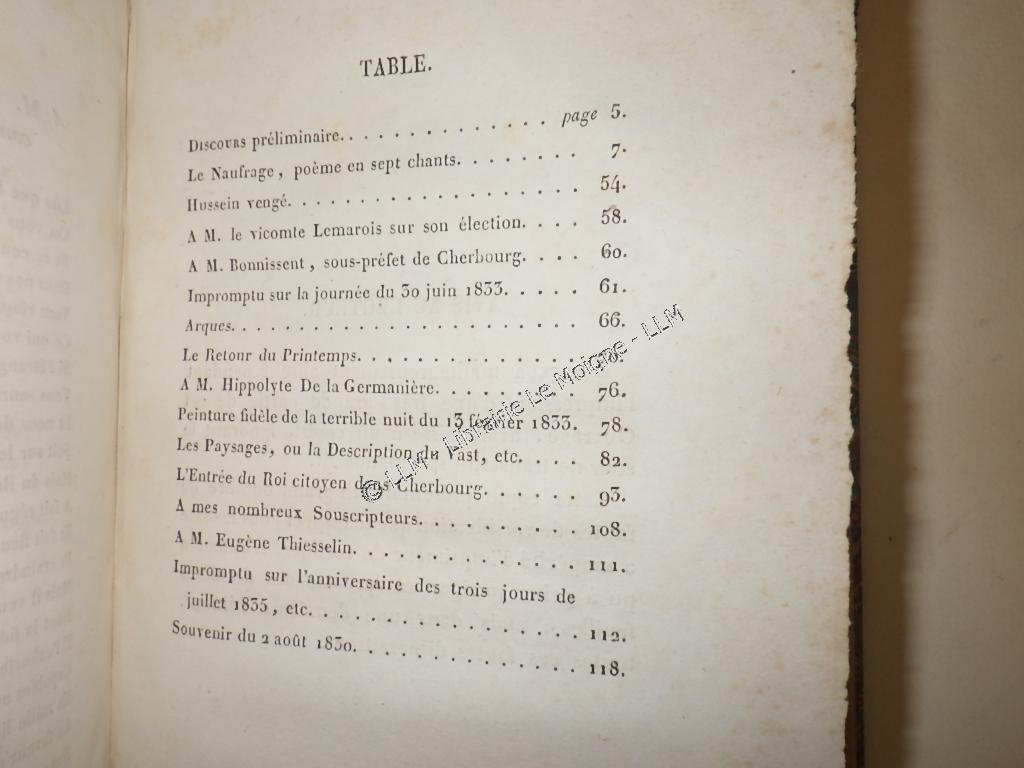 TABLE.
Discours préliminaire. . . . . . . . . . . . . . page 5.
Le Naufrage, poème en sept chants. . . . . . . . 7.
Hussein vengé. . . . . . . . . . . . . . . . . . . 54.
A M. le vicomte Lemarois sur son élection. . . . 58.
A M. Bonnissent, sous-préfet de Cherbourg. . . . 60.
Impromptu sur la journée du 30 juin 1833. . . . . 61.
Arques. . . . . . . . . . . . . . . . . . . . . . 66.
Le Retour du Printemps. . . . . . . . . . . . . .
A M. Hippolyte De la Germanière. . . . . . . . . 76.
Peinture fidèle de la terrible nuit du 13 février 1833. 78.
Les Paysages, ou la Description du Vast, etc. . . . 82.
L'Entrée du Roi citoyen dans Cherbourg. . . . . . 93.
A mes nombreux Souscripteurs. . . . . . . . . . 108.
A M. Eugène Thiesselin. . . . . . . . . . . . . . 111.
Impromptu sur l'anniversaire des trois jours de
juillet 1833, etc. . . . . . . . . . . . . . . . . 112.
Souvenir du 2 août 1830. . . . . . . . . . . . . 118.
© LLM - Librairie Le Moigne - LLM